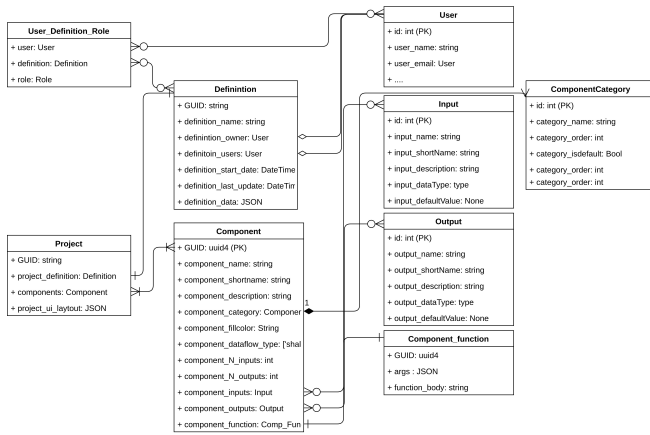 User_Definition_Role
+ user: User
+ definition: Definition
+ role: Role
Definintion
+ GUID: string
+ definition_name: string
+ definintion_owner: User
+ definitoin_users: User
+ definition_start_date: DateTime
+ definition_last_update: DateTim
+ definition_data: JSON
Project
+ GUID: string
+ project_definition: Definition
+ components: Component
+ project_ui_laytout: JSON
Component
+ GUID: uuid4 (PK)
+ component_name: string
+ component_shortname: string
+ component_description: string
+ component_category: Componer
+ component_fillcolor: String
+ component_dataflow_type: ['shal
+ component_N_inputs: int
+ component_N_outputs: int
+ component_inputs: Input
+ component_outputs: Output
+ component_function: Comp_Fun
1
User
+ id: int (PK)
+ user_name: string
+ user_email: User
+ ....
Input
+ id: int (PK)
+ input_name: string
+ input_shortName: string
+ input_description: string
+ input_dataType: type
+ input_defaultValue: None
Output
+ id: int (PK)
+ output_name: string
+ output_shortName: string
+ output_description: string
+ output_dataType: type
+ output_defaultValue: None
Component_function
+ GUID: uuid4
+ args : JSON
+ function_body: string
ComponentCategory
+ id: int (PK)
+ category_name: string
+ category_order: int
+ category_isdefault: Bool
+ category_order: int
+ category_order: int